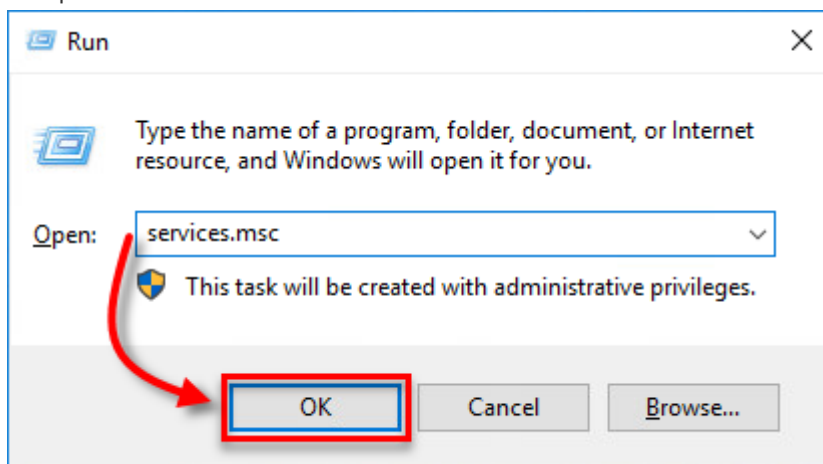 Run
Type the name of a program, folder, document, or Internet
resource, and Windows will open it for you.
Open: services.msc
This task will be created with administrative privileges.
OK Cancel Browse...